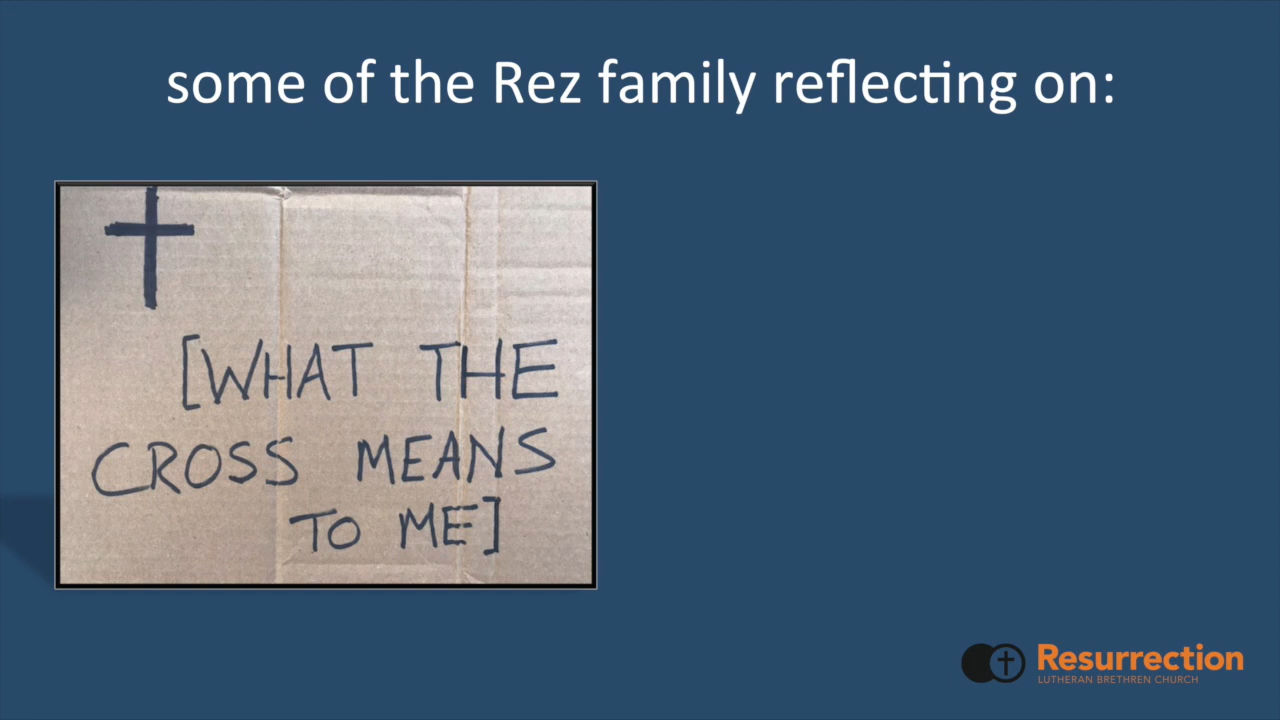 some of the Rez family reflecting on:
[WHAT THE
CROSS MEANS
TO ME]
Resurrection
LUTHERAN BRETHREN CHURCH